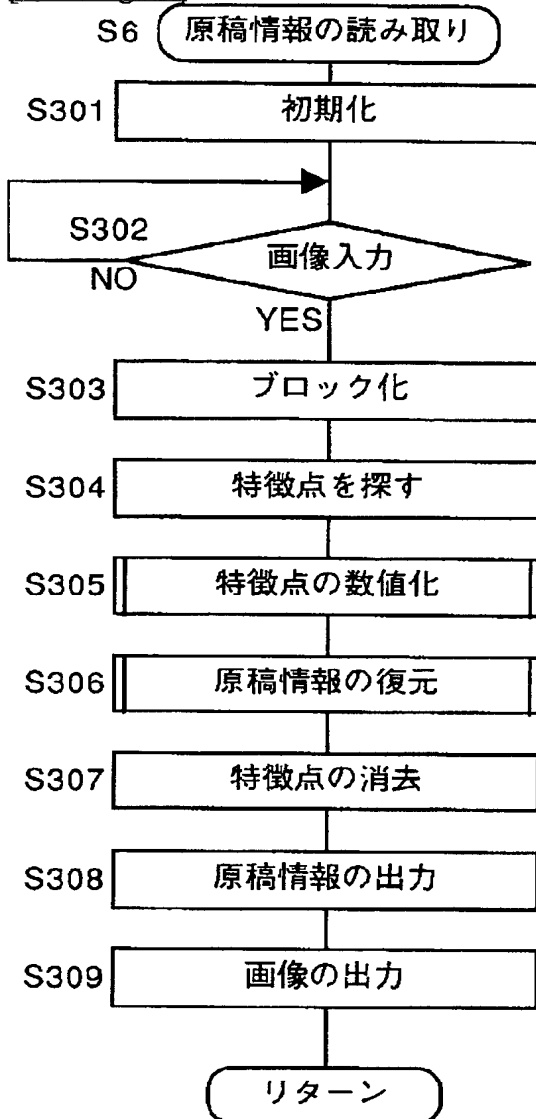 S6 原稿情報の読み取り
S301 初期化
S302 画像入力
NO
YES
S303 ブロック化
S304 特徴点を探す
S305 特徴点の数値化
S306 原稿情報の復元
S307 特徴点の消去
S308 原稿情報の出力
S309 画像の出力
リターン